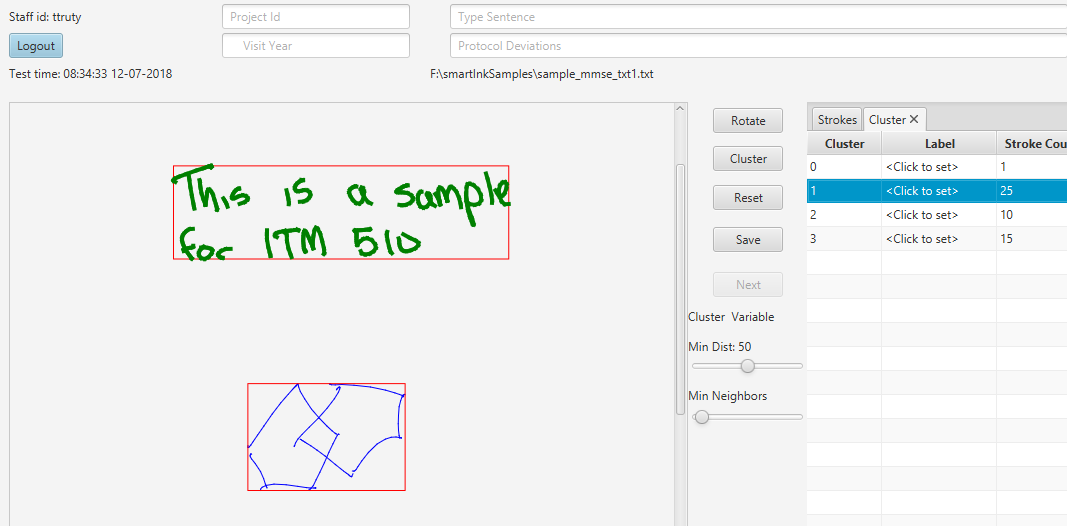 Staff id: ttruty
Project Id
Type Sentence
Logout
Visit Year
Protocol Deviations
Test time: 08:34:33 12-07-2018
F:\smartInkSamples\sample_mmse_txt1.txt
Rotate
Cluster
Reset
Save
Next
Cluster Variable
Min Dist: 50
Min Neighbors
Strokes Cluster
Cluster Label Stroke Cou
0 <Click to set> 1
1 <Click to set> 25
2 <Click to set> 10
3 <Click to set> 15
This is a sample
for ITM 510